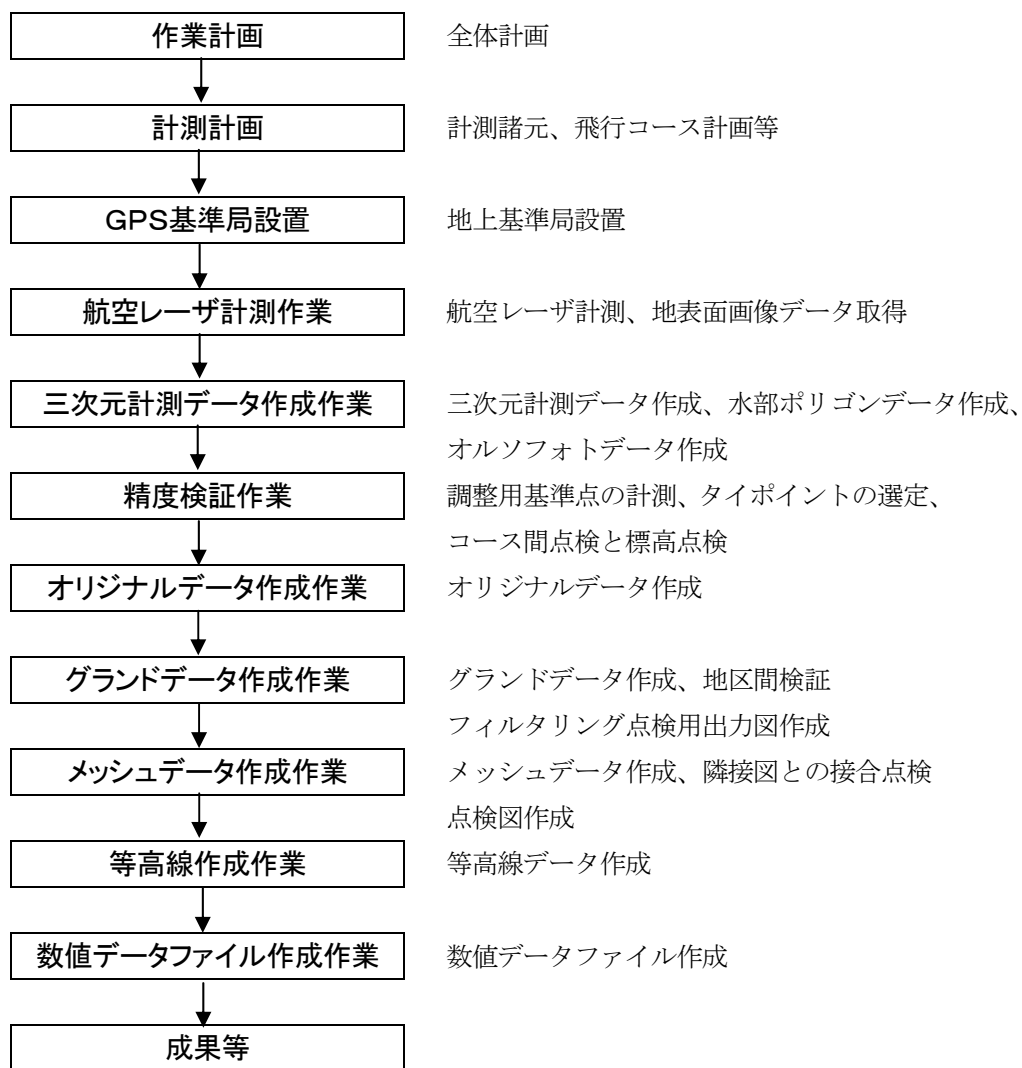 作業計画 全体計画
計測計画 計測諸元、飛行コース計画等
GPS基準局設置 地上基準局設置
航空レーザ計測作業 航空レーザ計測、地表面画像データ取得
三次元計測データ作成作業 三次元計測データ作成、水部ポリゴンデータ作成、
オルソフォトデータ作成
精度検証作業 調整用基準点の計測、タイポイントの選定、
コース間点検と標高点検
オリジナルデータ作成作業 オリジナルデータ作成
グランドデータ作成作業 グランドデータ作成、地区間検証
フィルタリング点検用出力図作成
メッシュデータ作成作業 メッシュデータ作成、隣接図との接合点検
点検図作成
等高線作成作業 等高線データ作成
数値データファイル作成作業 数値データファイル作成
成果等